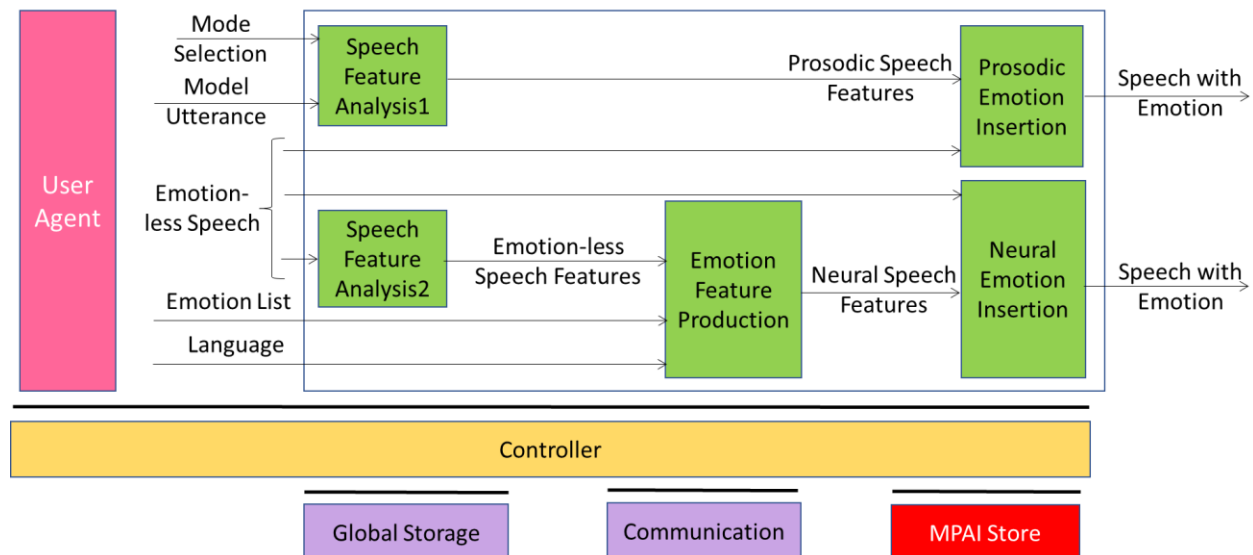 Mode
Selection
Model
Utterance
Speech
Feature
Analysis1
Prosodic Speech
Features
Prosodic
Emotion
Insertion
Speech with
Emotion
User
Agent
Emotion-
less Speech
Speech
Feature
Analysis2
Emotion-less
Speech Features
Emotion
Feature
Production
Neural Speech
Features
Neural
Emotion
Insertion
Speech with
Emotion
Emotion List
Language
Controller
Global Storage
Communication
MPAI Store